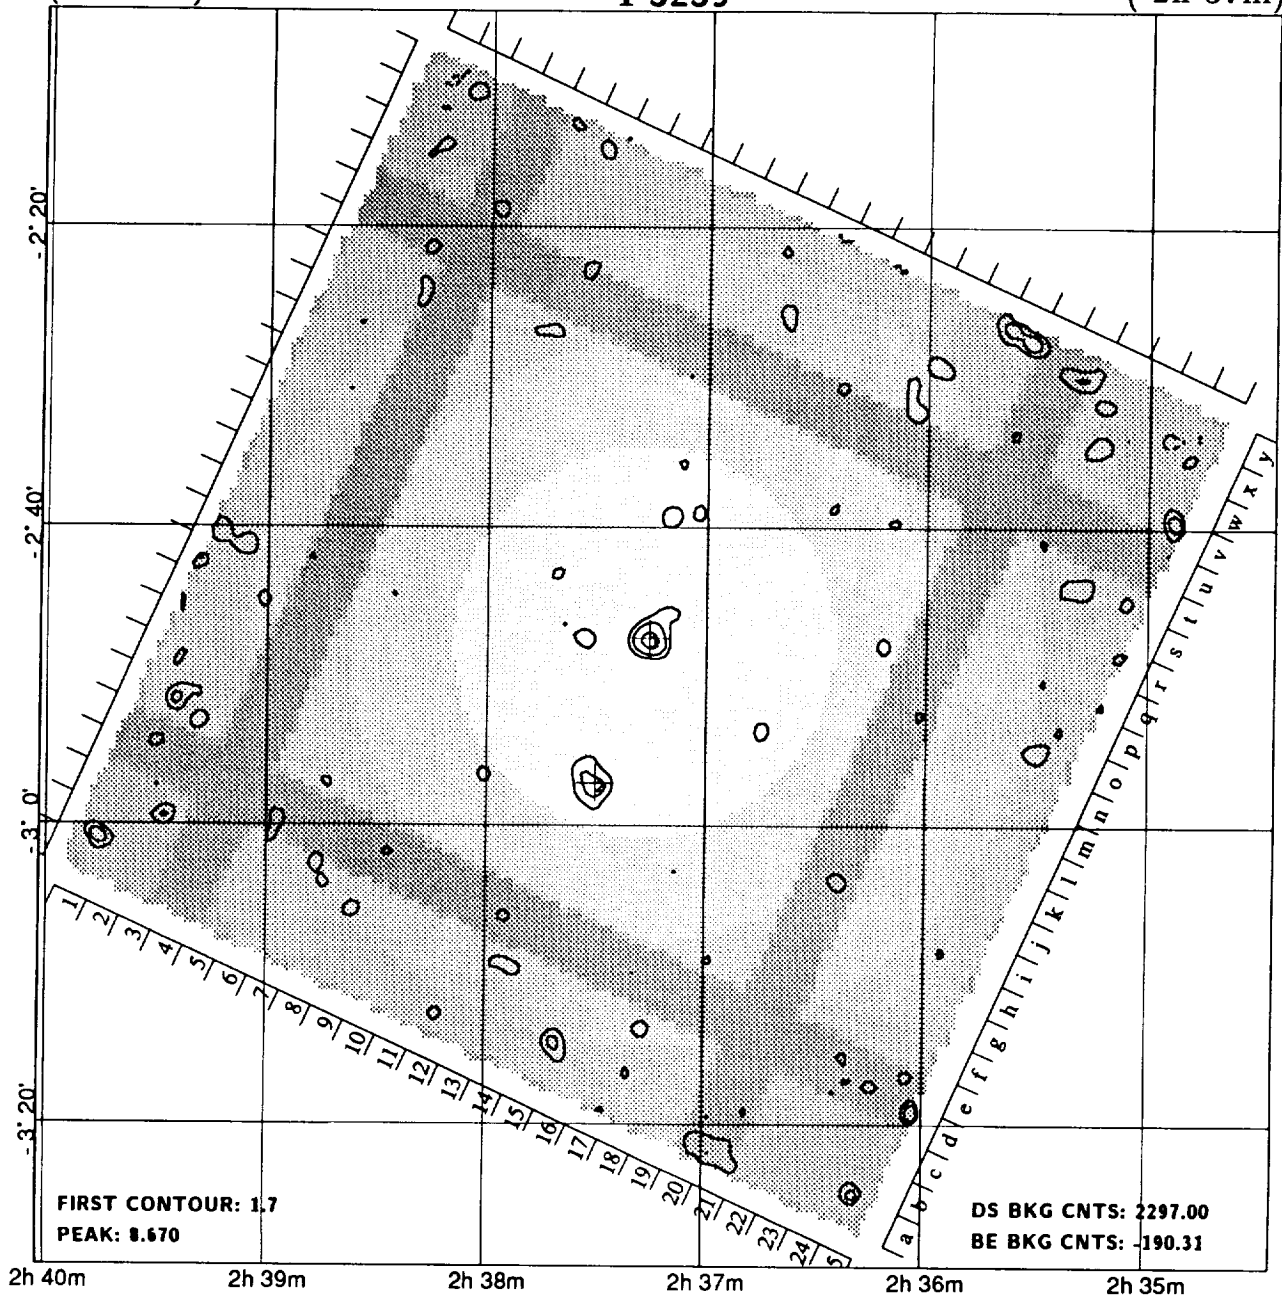 -2° 20'
-2° 40'
-3° 0'
-3° 20'
1 2 3 4 5 6 7 8 9 10 11 12 13 14 15 16 17 18 19 20 21 22 23 24
a b c d e f g h i j k l m n o p q r s t u v w x y
FIRST CONTOUR: 1.7
PEAK: 8.670
DS BKG CNTS: 2297.00
BE BKG CNTS: -190.31
2h 40m 2h 39m 2h 38m 2h 37m 2h 36m 2h 35m